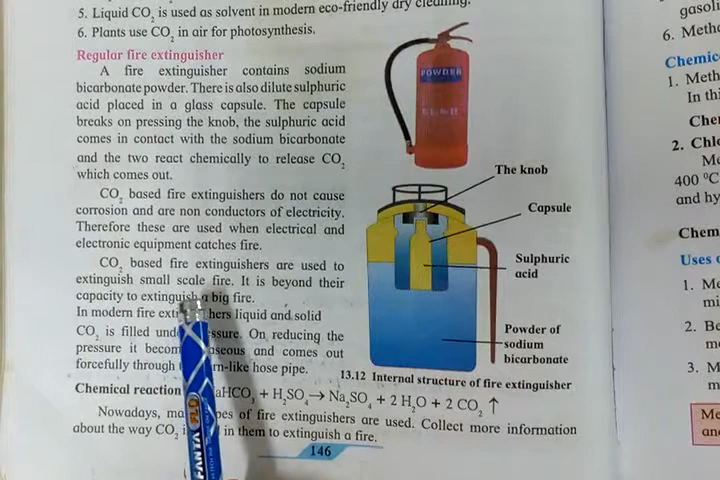 5. Liquid CO₂ is used as solvent in modern eco-friendly dry cleaning.
6. Plants use CO₂ in air for photosynthesis.
Regular fire extinguisher
A fire extinguisher contains sodium
bicarbonate powder. There is also dilute sulphuric
acid placed in a glass capsule. The capsule
breaks on pressing the knob, the sulphuric acid
comes in contact with the sodium bicarbonate
and the two react chemically to release CO₂
which comes out.
CO₂ based fire extinguishers do not cause
corrosion and are non conductors of electricity.
Therefore these are used when electrical and
electronic equipment catches fire.
CO₂ based fire extinguishers are used to
extinguish small scale fire. It is beyond their
capacity to extinguish a big fire.
In modern fire ext hers liquid and solid
CO₂ is filled und ssure. On reducing the
pressure it becom aseous and comes out
forcefully through rn-like hose pipe.
Chemical reaction aHCO₃ + H₂SO₄ → Na₂SO₄ + 2 H₂O + 2 CO₂ ↑
Nowadays, ma pes of fire extinguishers are used. Collect more information
about the way CO₂ in them to extinguish a fire.
146
POWDER
The knob
Capsule
Sulphuric
acid
Powder of
sodium
bicarbonate
13.12 Internal structure of fire extinguisher
FANTA FLO
gasoli
6. Metha
Chemic
1. Meth
In thi
Che
2. Chl
Me
400 °C
and hy
Chem
Uses o
1. Me
mi
2. Be
m
3. M
m
Me
an